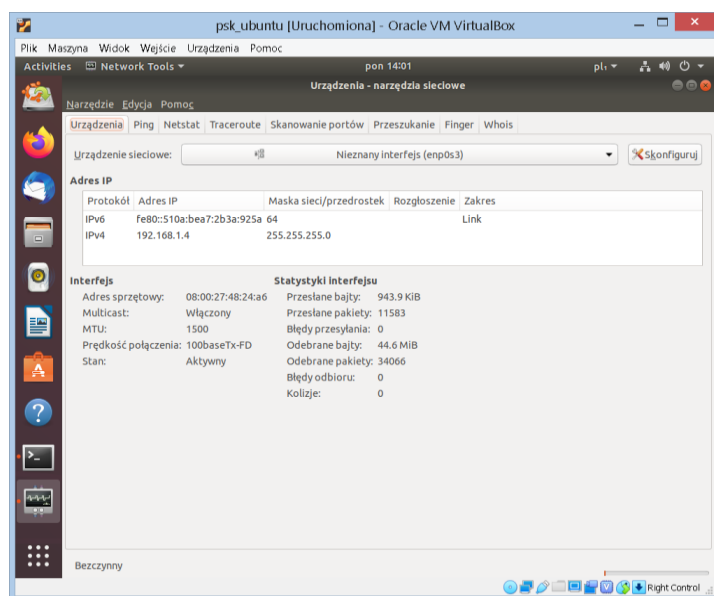 psk_ubuntu [Uruchomiona] - Oracle VM VirtualBox
Plik Maszyna Widok Wejście Urządzenia Pomoc
Activities Network Tools pon 14:01 pl₁
Urządzenia - narzędzia sieciowe
Narzędzie Edycja Pomoc
Urządzenia Ping Netstat Traceroute Skanowanie portów Przeszukanie Finger Whois
Urządzenie sieciowe: Nieznany interfejs (enp0s3) Skonfiguruj
Adres IP
Protokół Adres IP Maska sieci/przedrostek Rozgłoszenie Zakres
IPv6 fe80::510a:bea7:2b3a:925a 64 Link
IPv4 192.168.1.4 255.255.255.0
Interfejs Statystyki interfejsu
Adres sprzętowy: 08:00:27:48:24:a6 Przesłane bajty: 943.9 KiB
Multicast: Włączony Przesłane pakiety: 11583
MTU: 1500 Błędy przesyłania: 0
Prędkość połączenia: 100baseTx-FD Odebrane bajty: 44.6 MiB
Stan: Aktywny Odebrane pakiety: 34066
Błędy odbioru: 0
Kolizje: 0
Bezczynny
Right Control